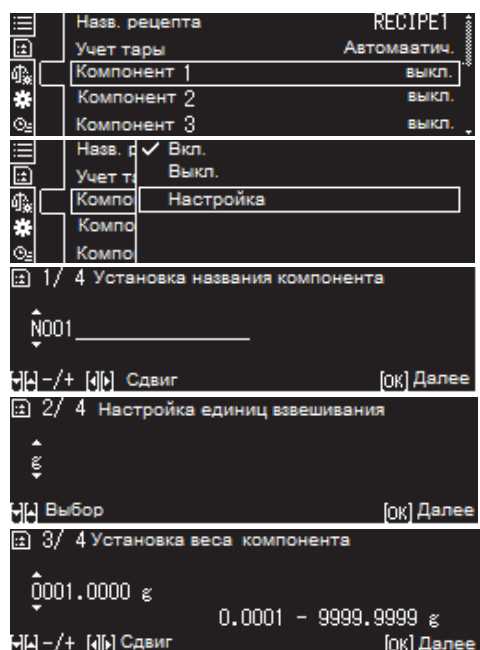 Назв. рецепта RECIPE1
Учет тары Автомаатич.
Компонент 1 выкл.
Компонент 2 выкл.
Компонент 3 выкл.
Назв. р ✓ Вкл.
Учет т Выкл.
Компо Настройка
Компо
Компо
1/ 4 Установка названия компонента
N001
-/+ Сдвиг [OK] Далее
2/ 4 Настройка единиц взвешивания
g
Выбор [OK] Далее
3/ 4 Установка веса компонента
0001.0000 g
0.0001 - 9999.9999 g
-/+ Сдвиг [OK] Далее